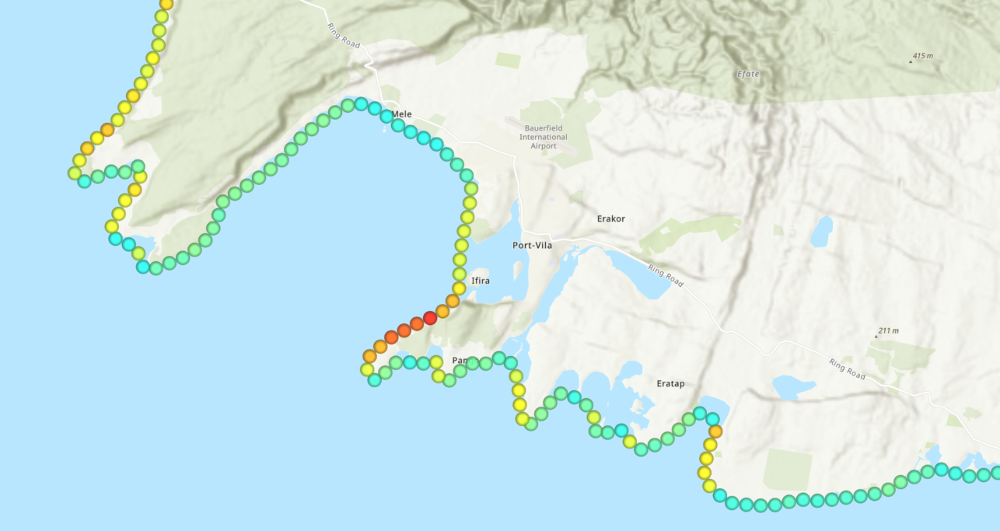 Ring Road
415 m
Efate
Mele
Bauerfield
International
Airport
Erakor
Port-Vila
Ring Road
Ifira
211 m
Ring Road
Eratap